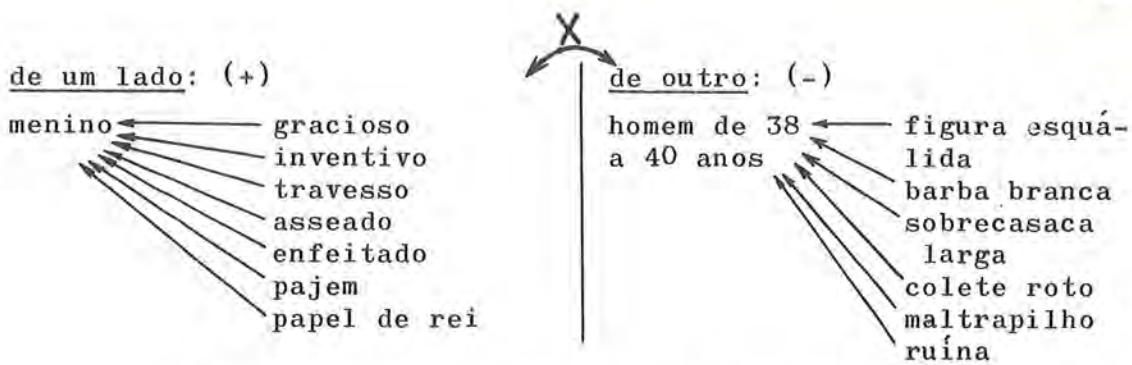 X
de um lado: (+)
menino
gracioso
inventivo
travesso
asseado
enfeitado
pajem
papel de rei
de outro: (-)
homem de 38
a 40 anos
figura esquá-
lida
barba branca
sobrecasaca
larga
colete roto
maltrapilho
ruína